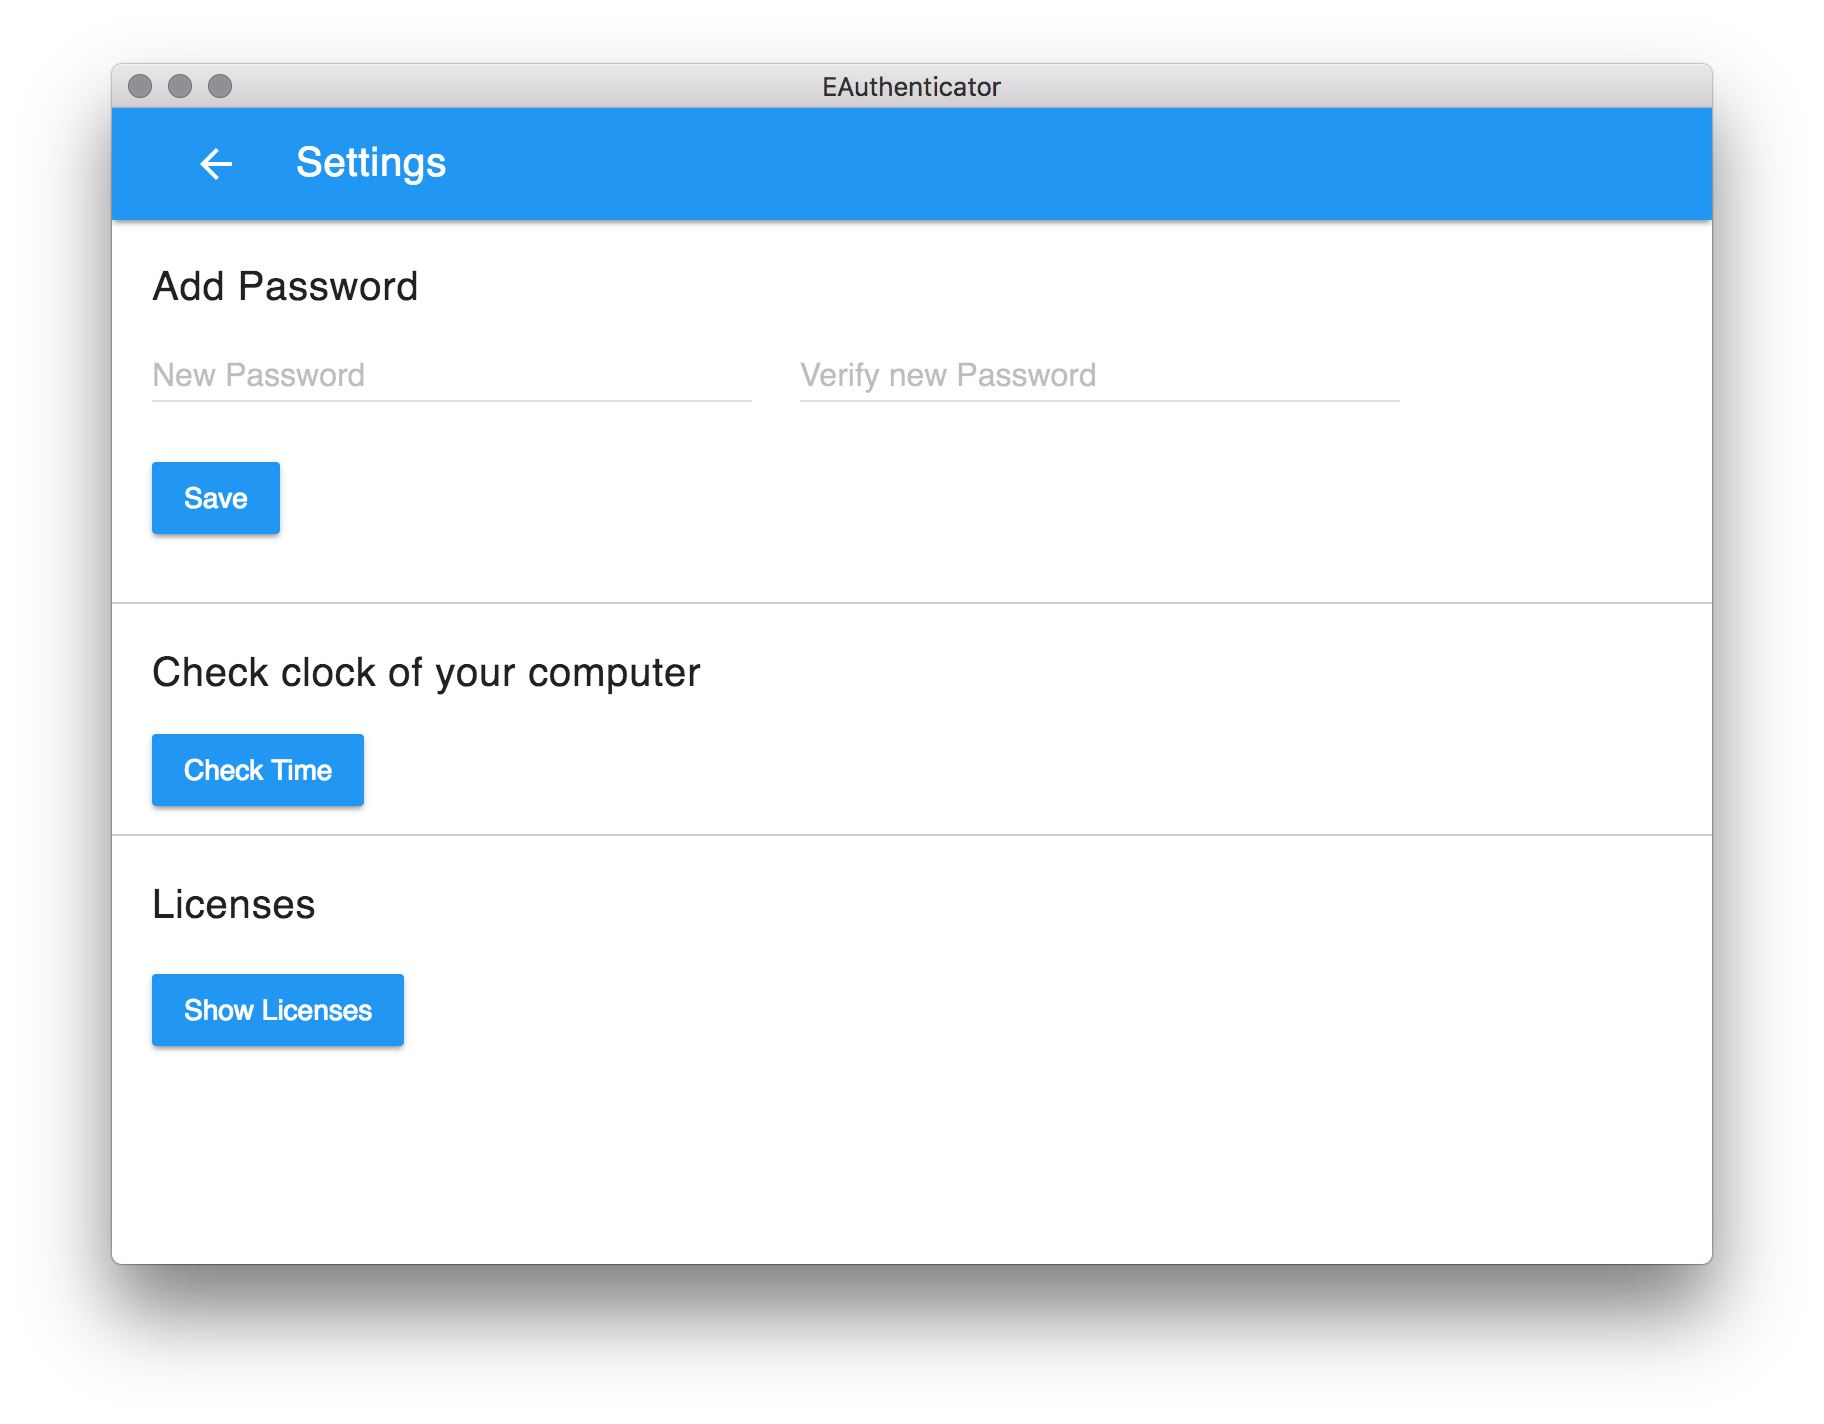 EAuthenticator
Settings
Add Password
New Password Verify new Password
Save
Check clock of your computer
Check Time
Licenses
Show Licenses